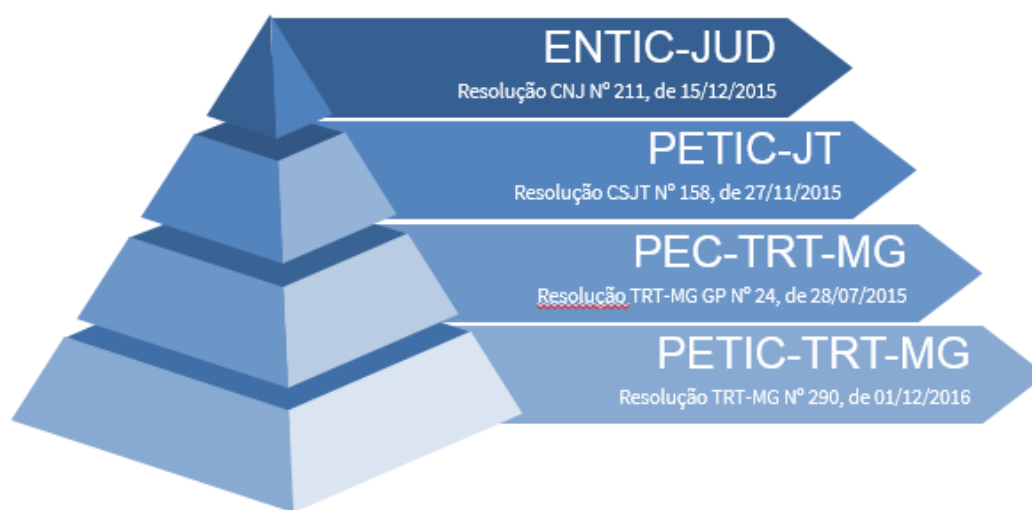 ENTIC-JUD
Resolução CNJ Nº 211, de 15/12/2015
PETIC-JT
Resolução CSJT Nº 158, de 27/11/2015
PEC-TRT-MG
Resolução TRT-MG GP Nº 24, de 28/07/2015
PETIC-TRT-MG
Resolução TRT-MG Nº 290, de 01/12/2016